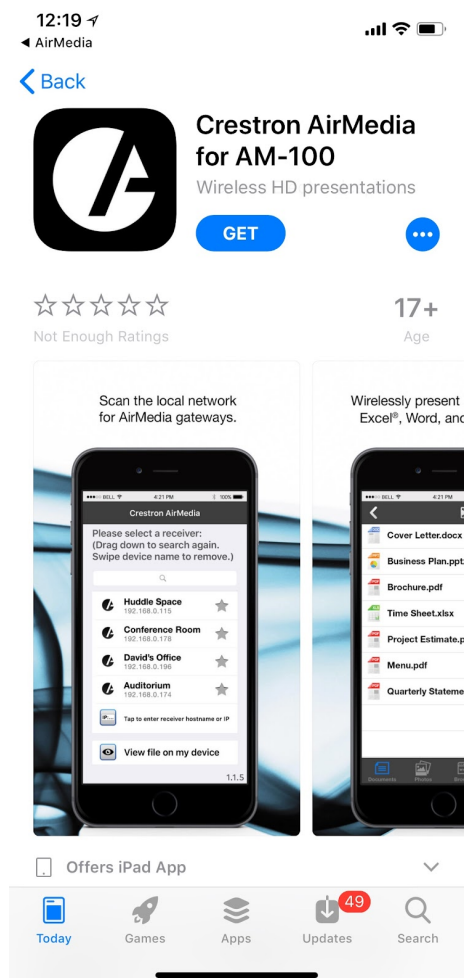 12:19
AirMedia
Back
Crestron AirMedia
for AM-100
Wireless HD presentations
GET
17+
Not Enough Ratings
Age
Scan the local network
for AirMedia gateways.
BELL
4:21 PM
100%
Crestron AirMedia
Please select a receiver:
(Drag down to search again.
Swipe device name to remove.)
Huddle Space
192.168.0.115
Conference Room
192.168.0.178
David's Office
192.168.0.196
Auditorium
192.168.0.174
IP...
Tap to enter receiver hostname or IP
View file on my device
1.1.5
Wirelessly present
Excel®, Word, and
BELL
4:21 PM
Cover Letter.docx
Business Plan.ppt
Brochure.pdf
Time Sheet.xlsx
Project Estimate.p
Menu.pdf
Quarterly Stateme
Documents
Photos
Offers iPad App
49
Today
Games
Apps
Updates
Search